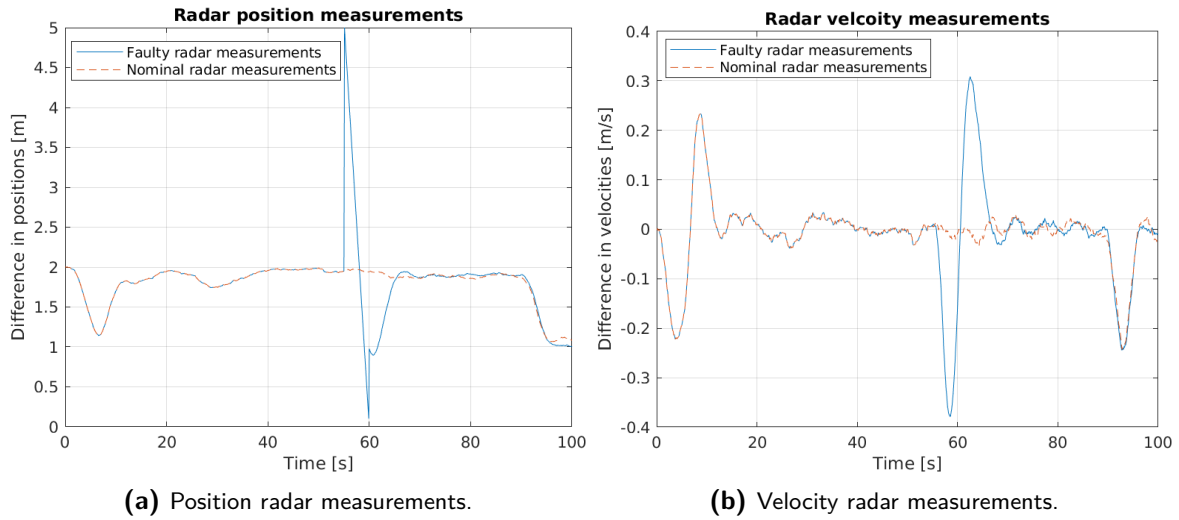 Radar position measurements
Faulty radar measurements
Nominal radar measurements
Difference in positions [m]
5
4.5
4
3.5
3
2.5
2
1.5
1
0.5
0
0 20 40 60 80 100
Time [s]
(a) Position radar measurements.
Radar velcoity measurements
Faulty radar measurements
Nominal radar measurements
Difference in velocities [m/s]
0.4
0.3
0.2
0.1
0
-0.1
-0.2
-0.3
-0.4
0 20 40 60 80 100
Time [s]
(b) Velocity radar measurements.